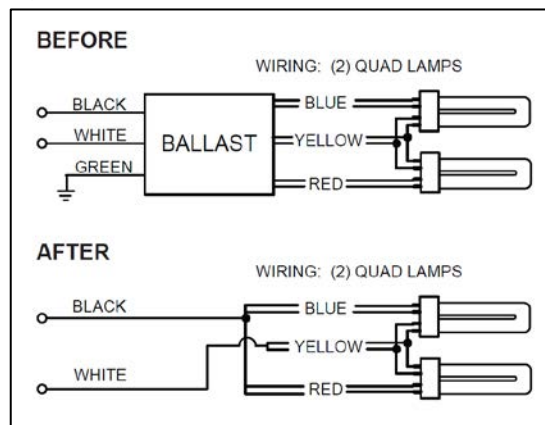 BEFORE
WIRING: (2) QUAD LAMPS
BLACK
BLUE
WHITE
BALLAST
YELLOW
GREEN
RED
AFTER
WIRING: (2) QUAD LAMPS
BLACK
BLUE
YELLOW
WHITE
RED